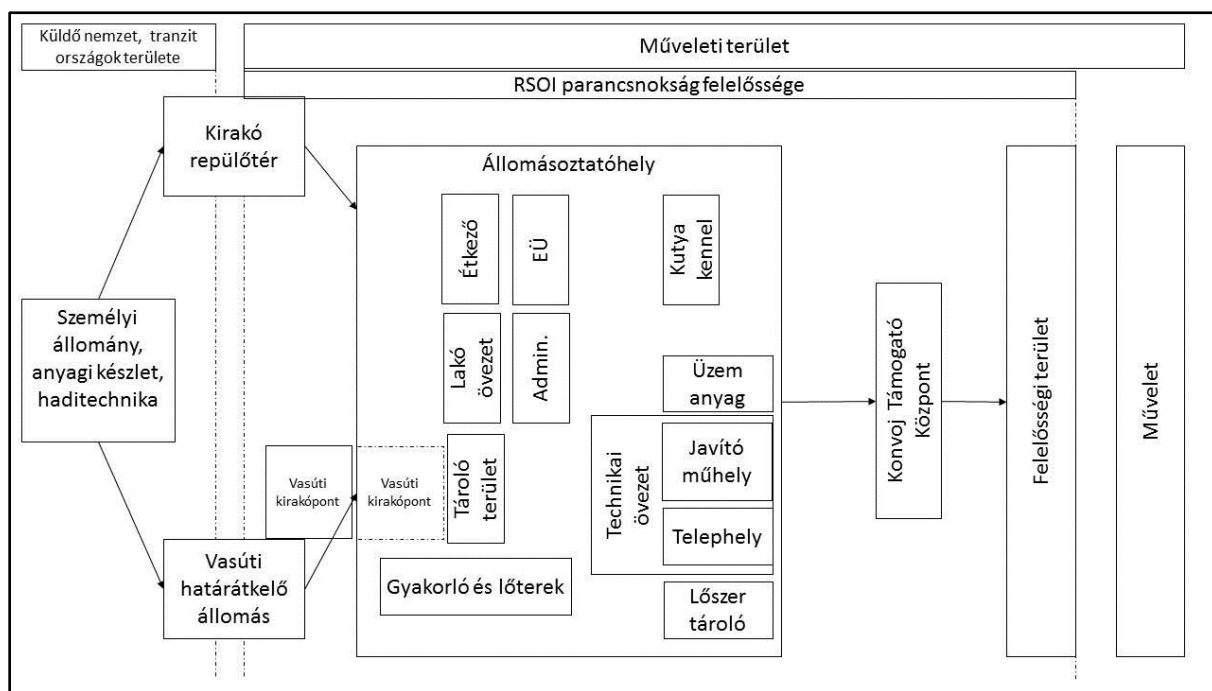 Küldő nemzet, tranzit
országok területe
Műveleti terület
RSOI parancsnokság felelőssége
Kirakó
repülőtér
Állomásoztatóhely
Étkező
EÜ
Kutya
kennel
Személyi
állomány,
anyagi készlet,
haditechnika
Lakó
övezet
Admin.
Üzem
anyag
Konvoj Támogató
Központ
Felelősségi terület
Művelet
Vasúti
kirakópont
Vasúti
kirakópont
Tároló
terület
Technikai
övezet
Javító
műhely
Telephely
Vasúti
határátkelő
állomás
Gyakorló és lőterek
Lőszer
tároló